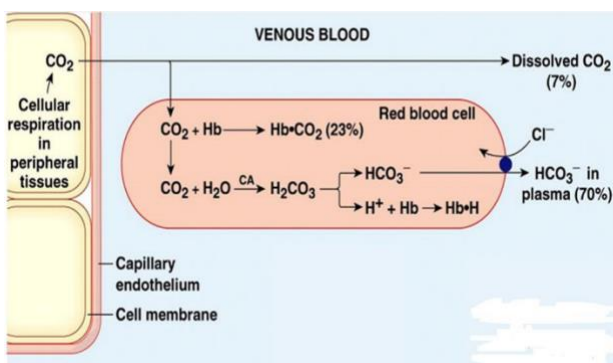 VENOUS BLOOD
CO₂
Dissolved CO₂
(7%)
Cellular
respiration
in
peripheral
tissues
Red blood cell
CO₂ + Hb → Hb•CO₂ (23%)
Cl⁻
CO₂ + H₂O CA → H₂CO₃
HCO₃⁻
HCO₃⁻ in
plasma (70%)
H⁺ + Hb → Hb•H
Capillary
endothelium
Cell membrane